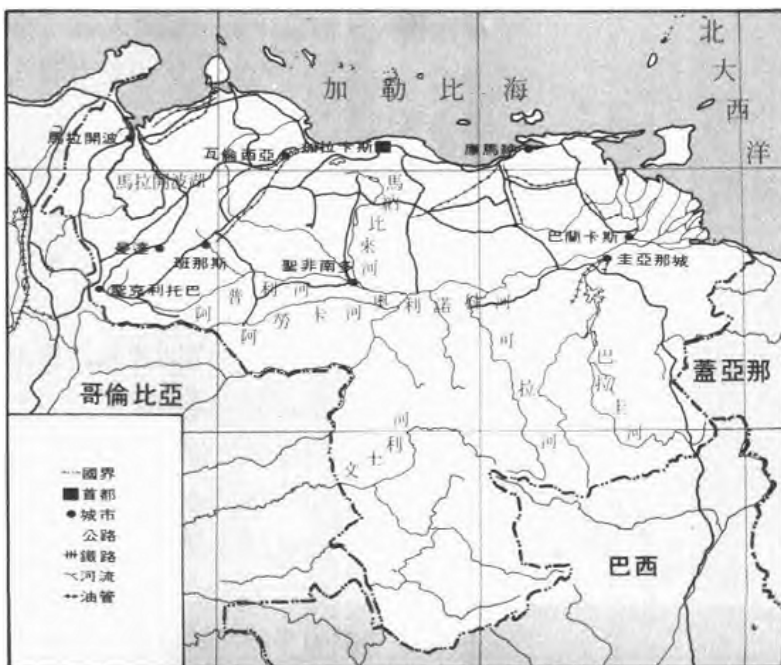 北大西洋
加勒比海
馬拉開波
瓦倫西亞
加拉卡斯
庫馬
馬拉開波湖
馬納比來河
巴蘭卡斯
圭亞那城
班那斯
聖非南多
聖克利托巴
阿普利河
阿勞卡河
奧利諾科河
巴拉圭河
可拉河
文士利河
哥倫比亞
蓋亞那
巴西
國界
首都
城市
公路
鐵路
河流
油管